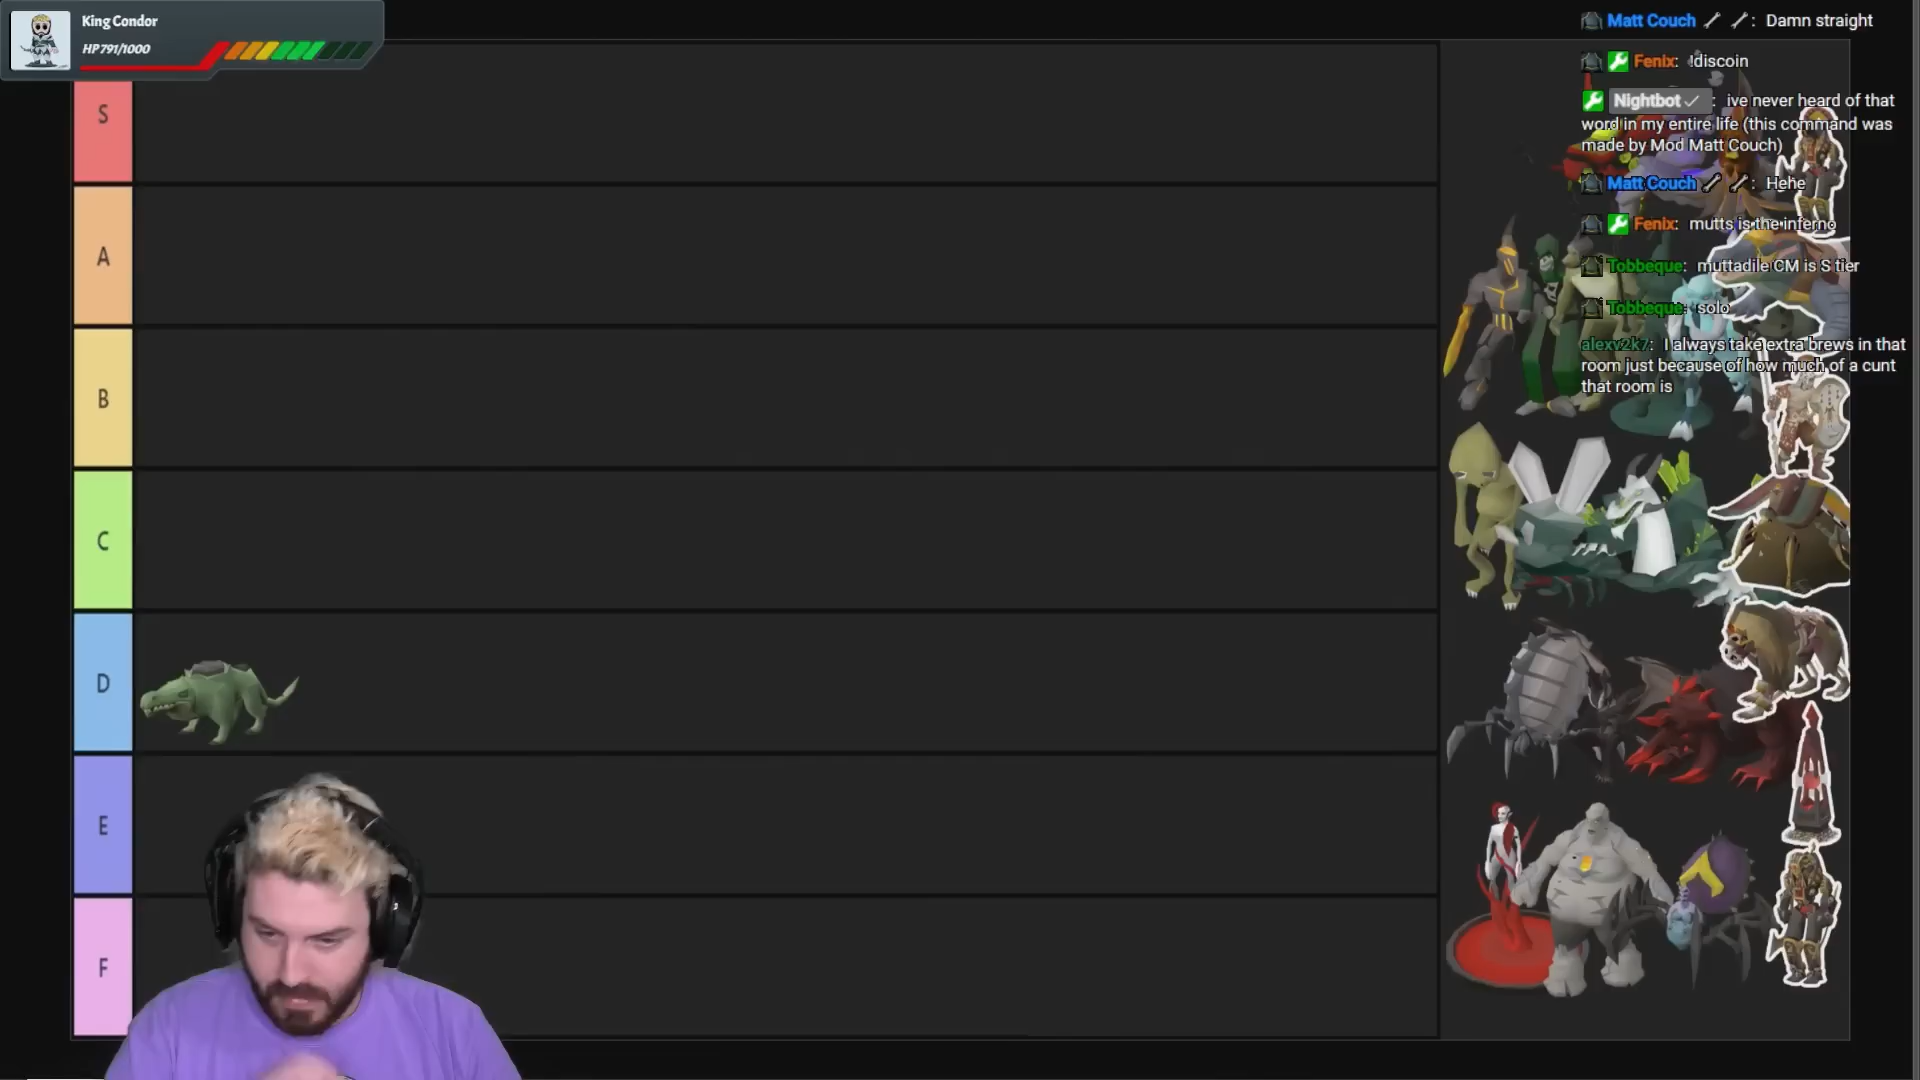 King Condor
HP 791/1000
S
A
B
C
D
E
F
Matt Couch: Damn straight
Fenix: !discoin
Nightbot: ive never heard of that
word in my entire life (this command was
made by Mod Matt Couch)
Matt Couch: Hehe
Fenix: mutts is the inferno
Tobbeque: muttadile CM is S tier
Tobbeque: solo
alexv2k7: I always take extra brews in that
room just because of how much of a cunt
that room is